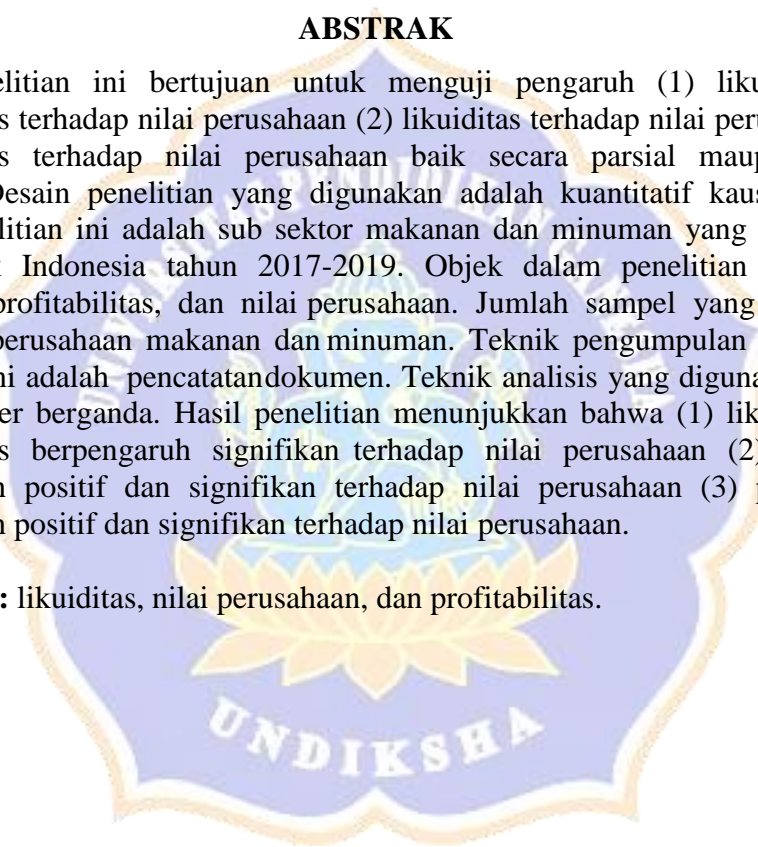 ABSTRAK
elitian ini bertujuan untuk menguji pengaruh (1) liku
s terhadap nilai perusahaan (2) likuiditas terhadap nilai peru
s terhadap nilai perusahaan baik secara parsial maup
Desain penelitian yang digunakan adalah kuantitatif kaus
litian ini adalah sub sektor makanan dan minuman yang
Indonesia tahun 2017-2019. Objek dalam penelitian
profitabilitas, dan nilai perusahaan. Jumlah sampel yang
perusahaan makanan dan minuman. Teknik pengumpulan
ni adalah pencatatandokumen. Teknik analisis yang diguna
er berganda. Hasil penelitian menunjukkan bahwa (1) lik
s berpengaruh signifikan terhadap nilai perusahaan (2)
n positif dan signifikan terhadap nilai perusahaan (3) p
n positif dan signifikan terhadap nilai perusahaan.
: likuiditas, nilai perusahaan, dan profitabilitas.
UNIVERSITAS PENDIDIKAN GANESHA
UNDIKSHA